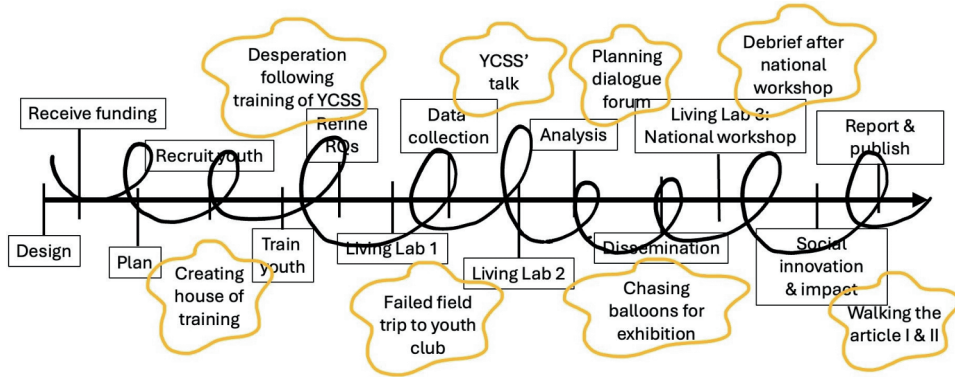 Desperation
following
training of YCSS
YCSS'
talk
Planning
dialogue
forum
Debrief after
national
workshop
Receive funding
Recruit youth
Refine
RQs
Data
collection
Analysis
Living Lab 3:
National workshop
Report &
publish
Design
Plan
Train
youth
Living Lab 1
Living Lab 2
Dissemination
Social
innovation
& impact
Creating
house of
training
Failed field
trip to youth
club
Chasing
balloons for
exhibition
Walking the
article I & II